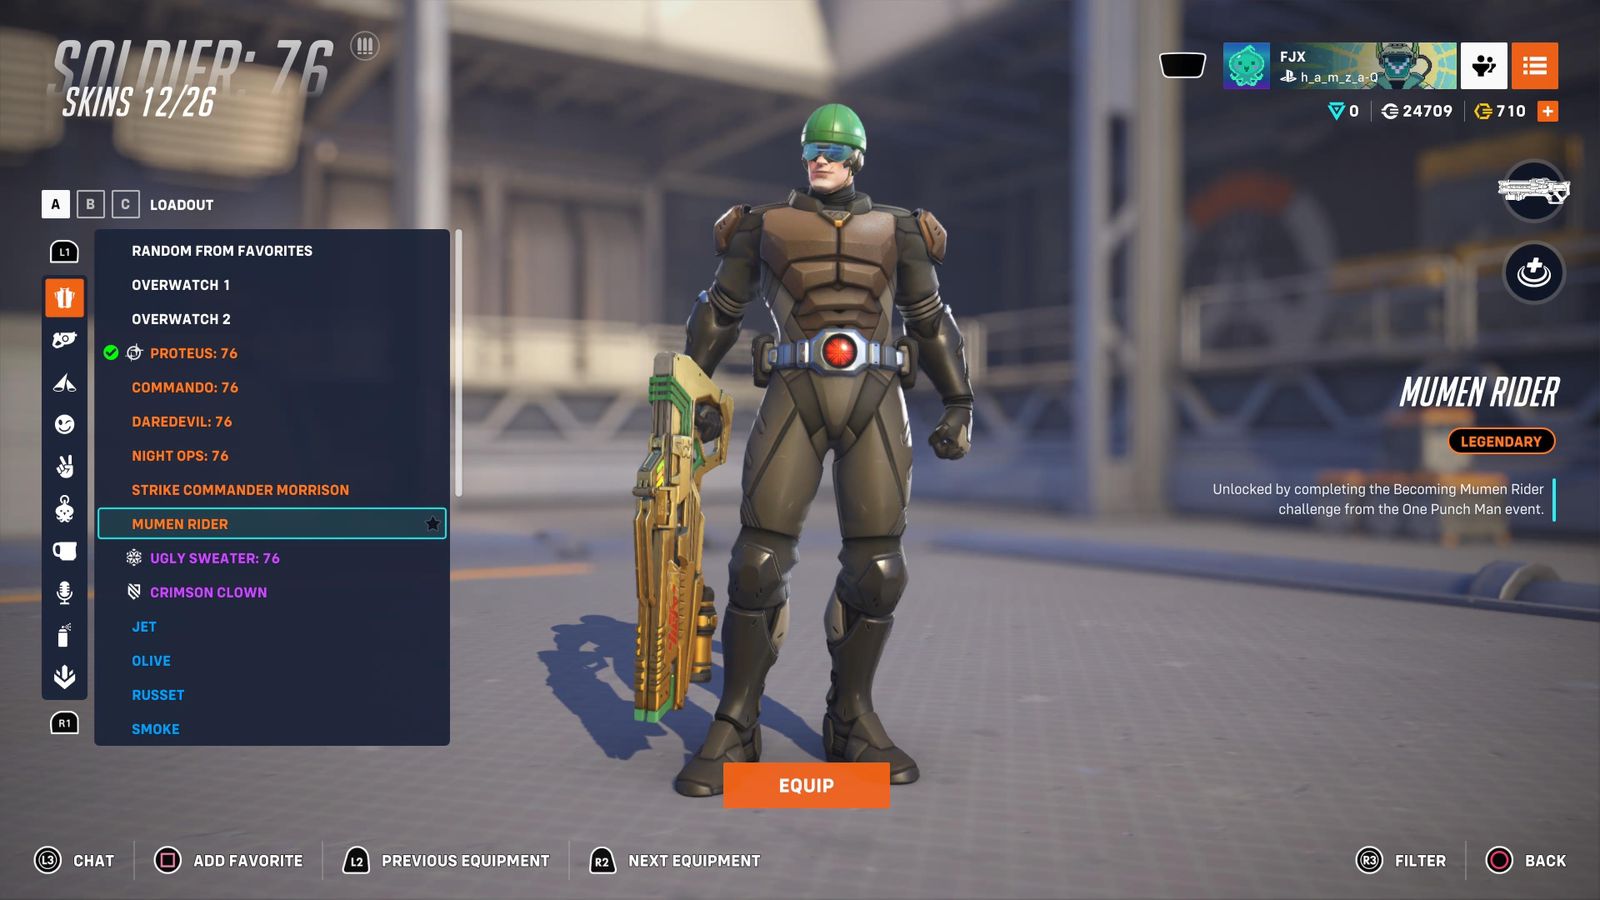 SOLDIER: 76
SKINS 12/26
FJX
h_a_m_z_a-Q
0
24709
710
A B C LOADOUT
L1
RANDOM FROM FAVORITES
OVERWATCH 1
OVERWATCH 2
PROTEUS: 76
COMMANDO: 76
DAREDEVIL: 76
NIGHT OPS: 76
STRIKE COMMANDER MORRISON
MUMEN RIDER
UGLY SWEATER: 76
CRIMSON CLOWN
JET
OLIVE
RUSSET
SMOKE
R1
MUMEN RIDER
LEGENDARY
Unlocked by completing the Becoming Mumen Rider
challenge from the One Punch Man event.
EQUIP
L3 CHAT
ADD FAVORITE
L2 PREVIOUS EQUIPMENT
R2 NEXT EQUIPMENT
R3 FILTER
BACK